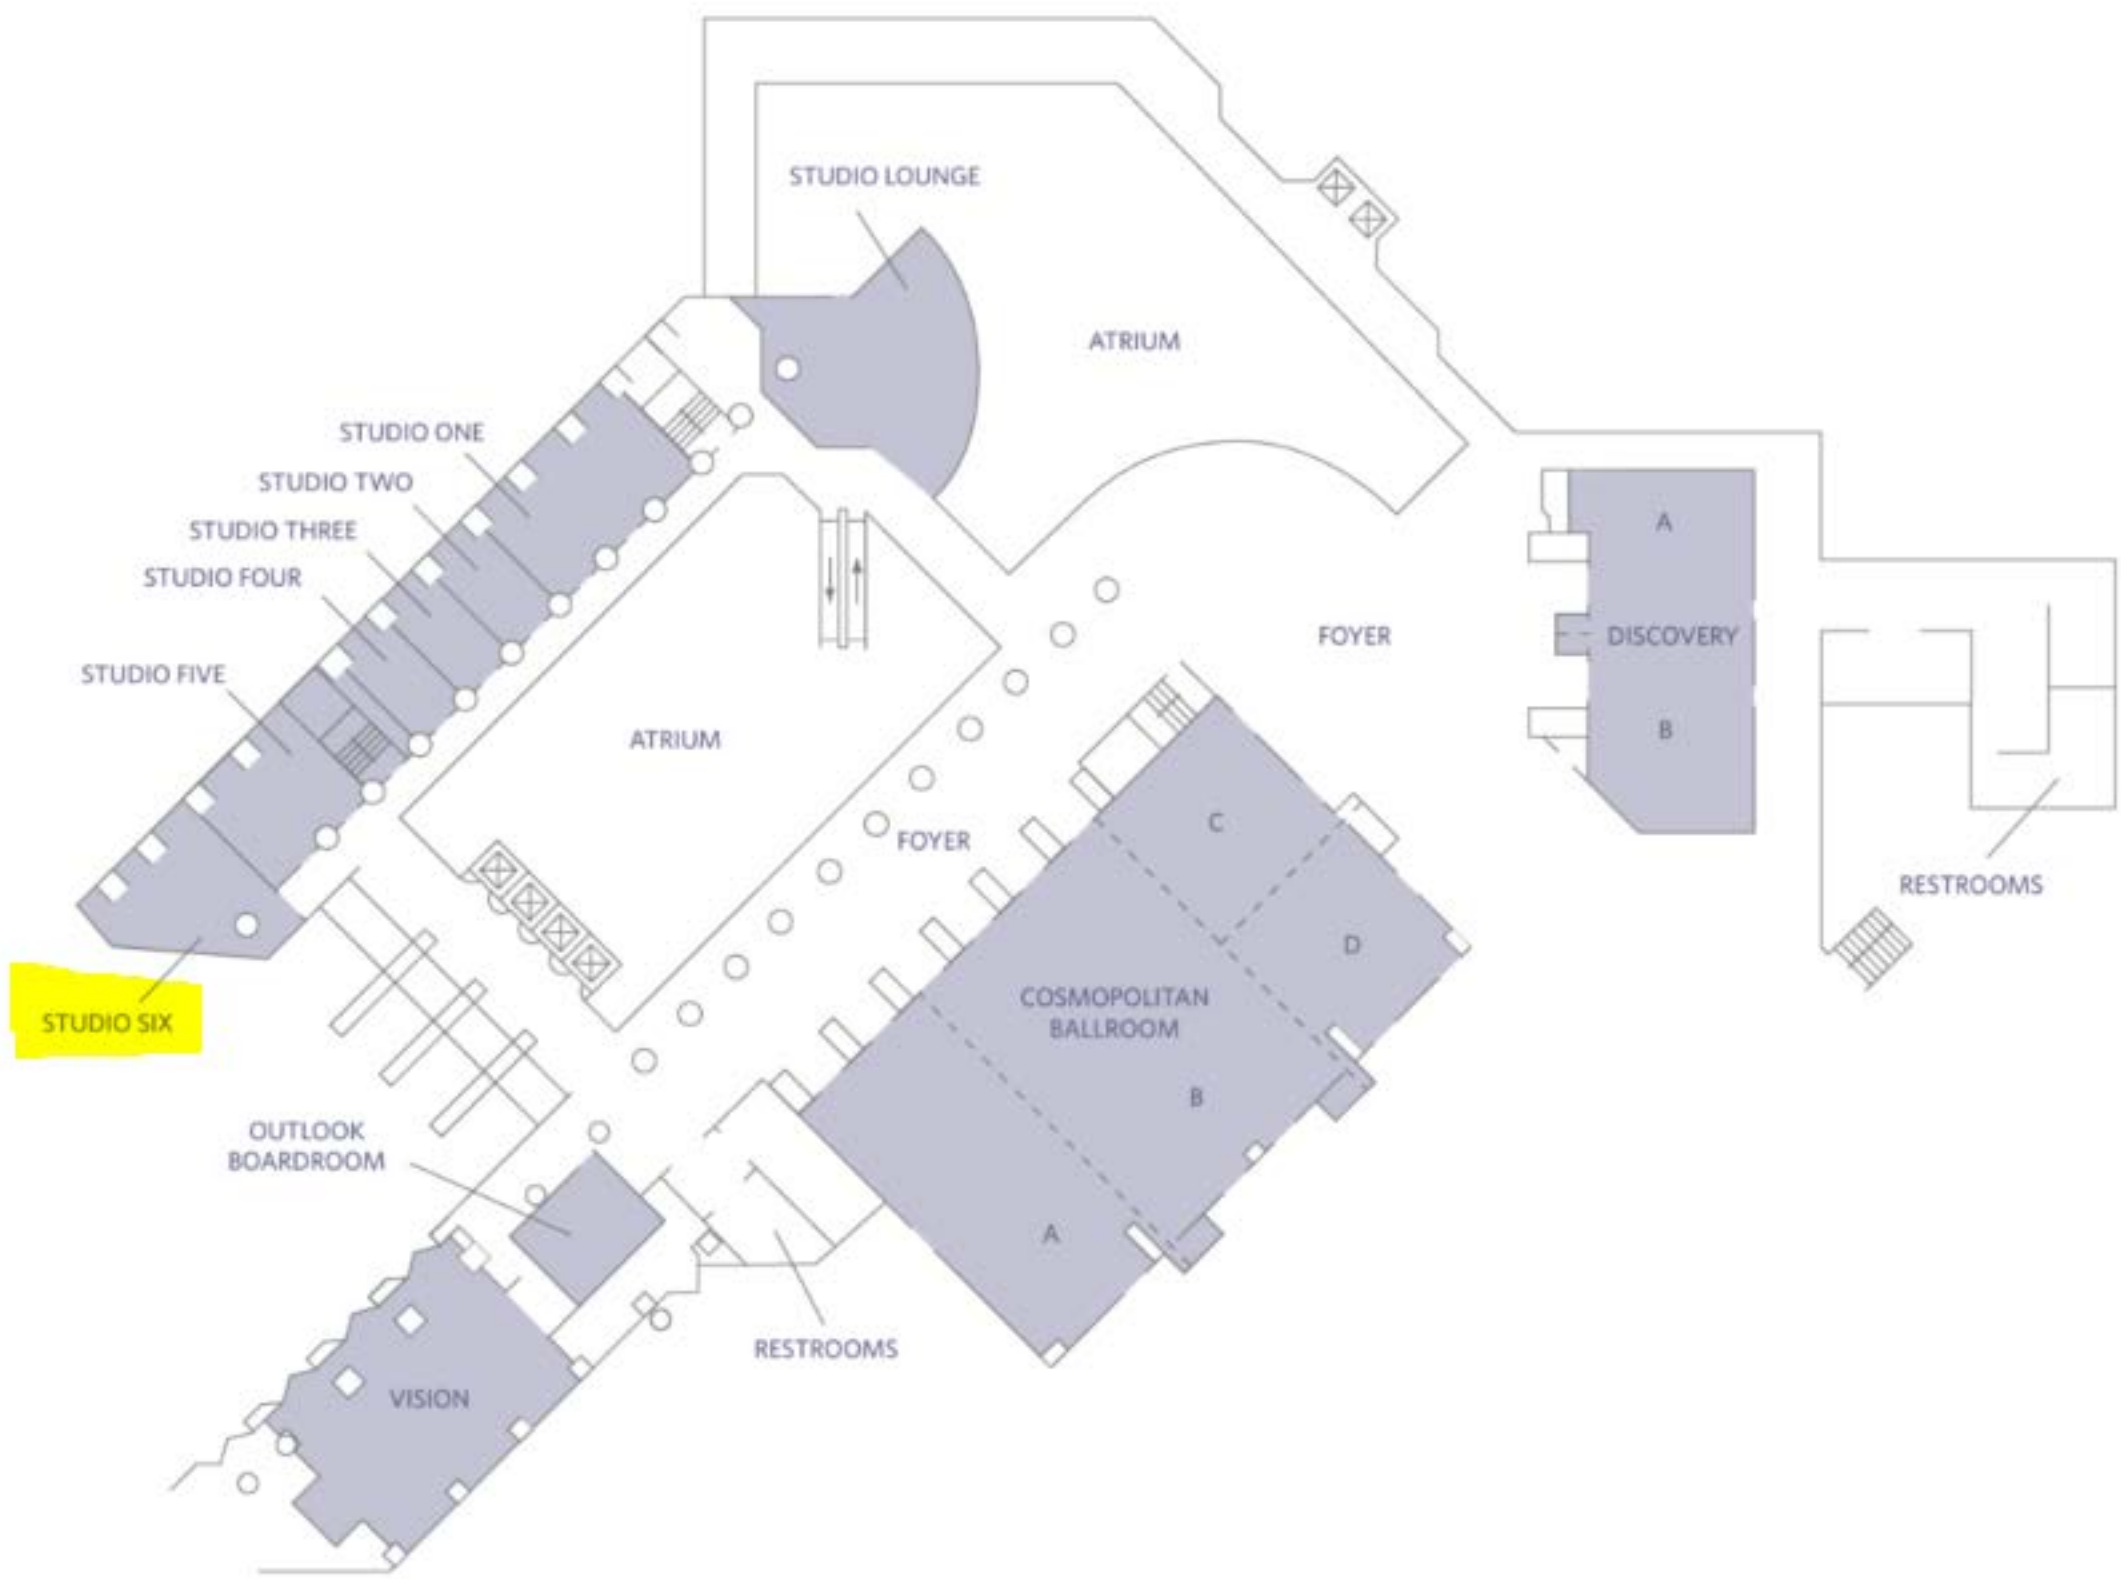 STUDIO LOUNGE
ATRIUM
STUDIO ONE
STUDIO TWO
STUDIO THREE
STUDIO FOUR
STUDIO FIVE
A
FOYER
DISCOVERY
B
ATRIUM
FOYER
C
D
COSMOPOLITAN
BALLROOM
B
A
RESTROOMS
STUDIO SIX
OUTLOOK
BOARDROOM
RESTROOMS
VISION